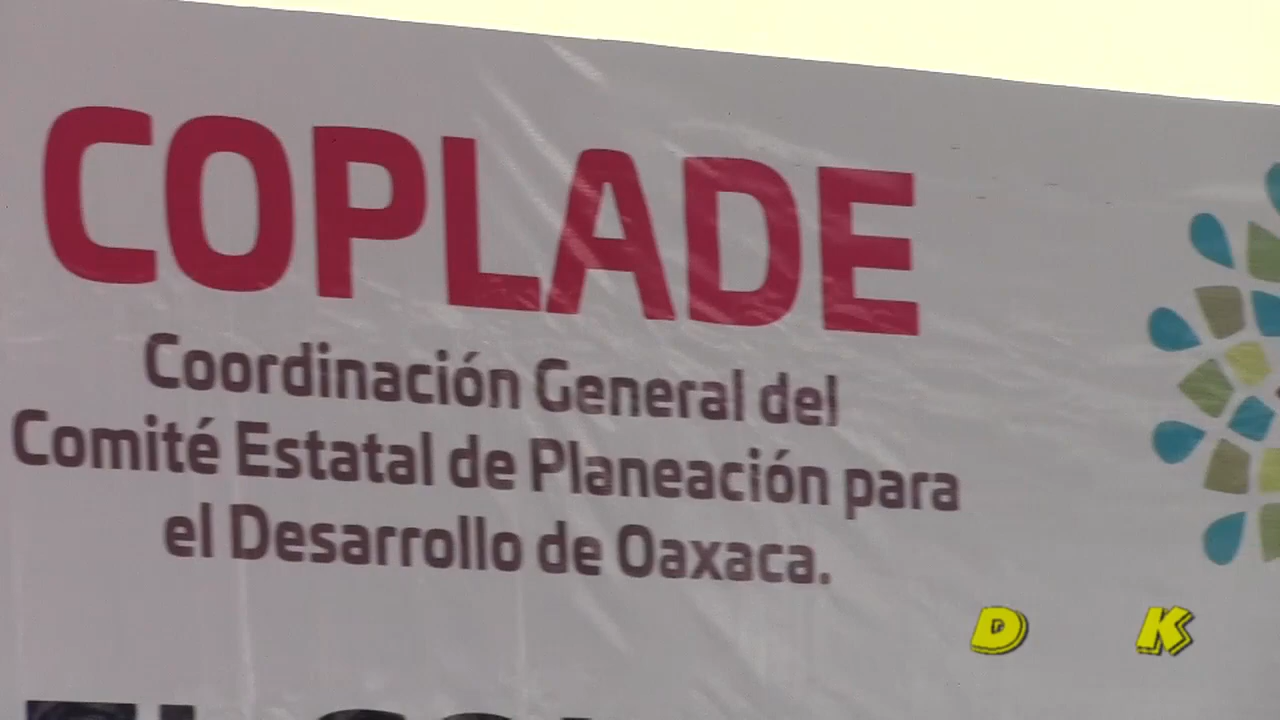 COPLADE
Coordinación General del
Comité Estatal de Planeación para
el Desarrollo de Oaxaca.
D K